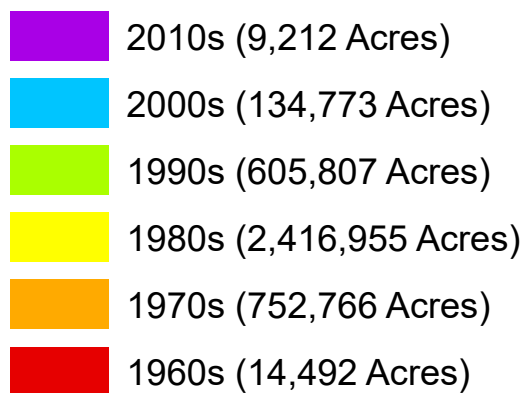 2010s (9,212 Acres)
2000s (134,773 Acres)
1990s (605,807 Acres)
1980s (2,416,955 Acres)
1970s (752,766 Acres)
1960s (14,492 Acres)